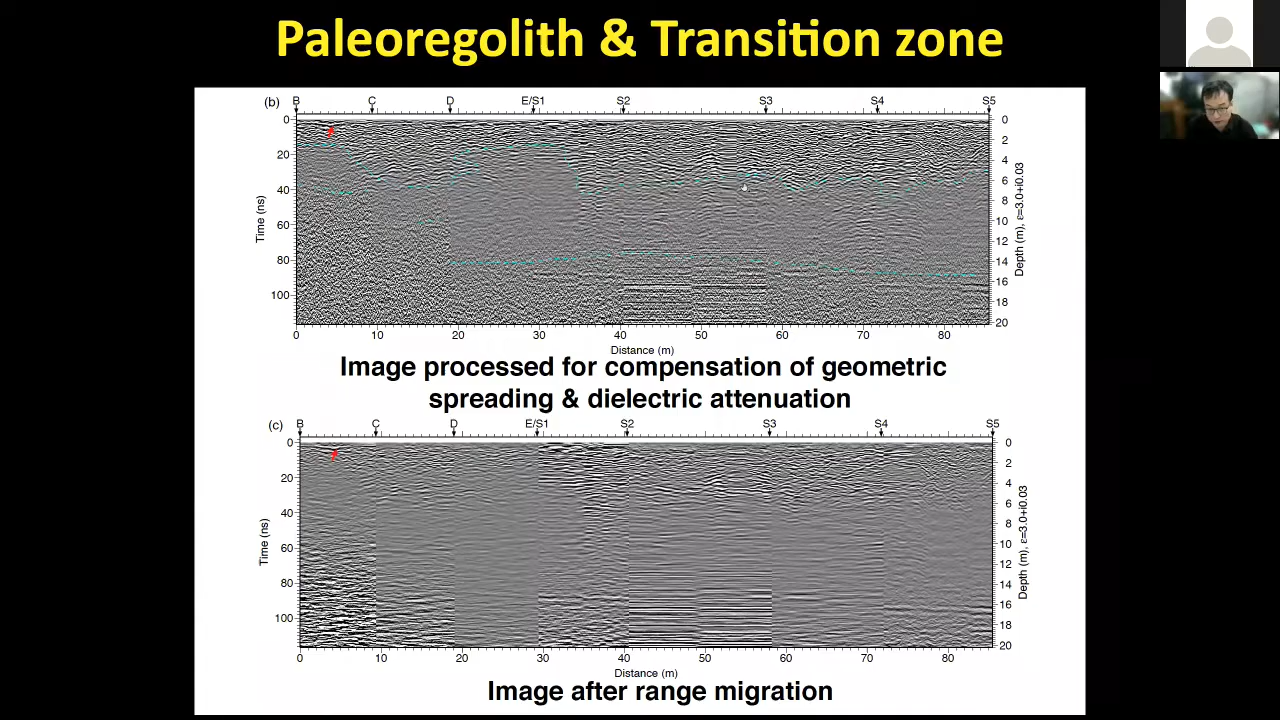 Paleoregolith & Transition zone
(b) B C D E/S1 S2 S3 S4 S5
0 0
2
20 4
6
40 8
60 10
12
80 14
16
100 18
20
Time (ns)
Depth (m), ε=3.0+i0.03
0 10 20 30 40 50 60 70 80
Distance (m)
Image processed for compensation of geometric
spreading & dielectric attenuation
(c) B C D E/S1 S2 S3 S4 S5
0 0
2
20 4
6
40 8
60 10
12
80 14
16
100 18
20
Time (ns)
Depth (m), ε=3.0+i0.03
0 10 20 30 40 50 60 70 80
Distance (m)
Image after range migration